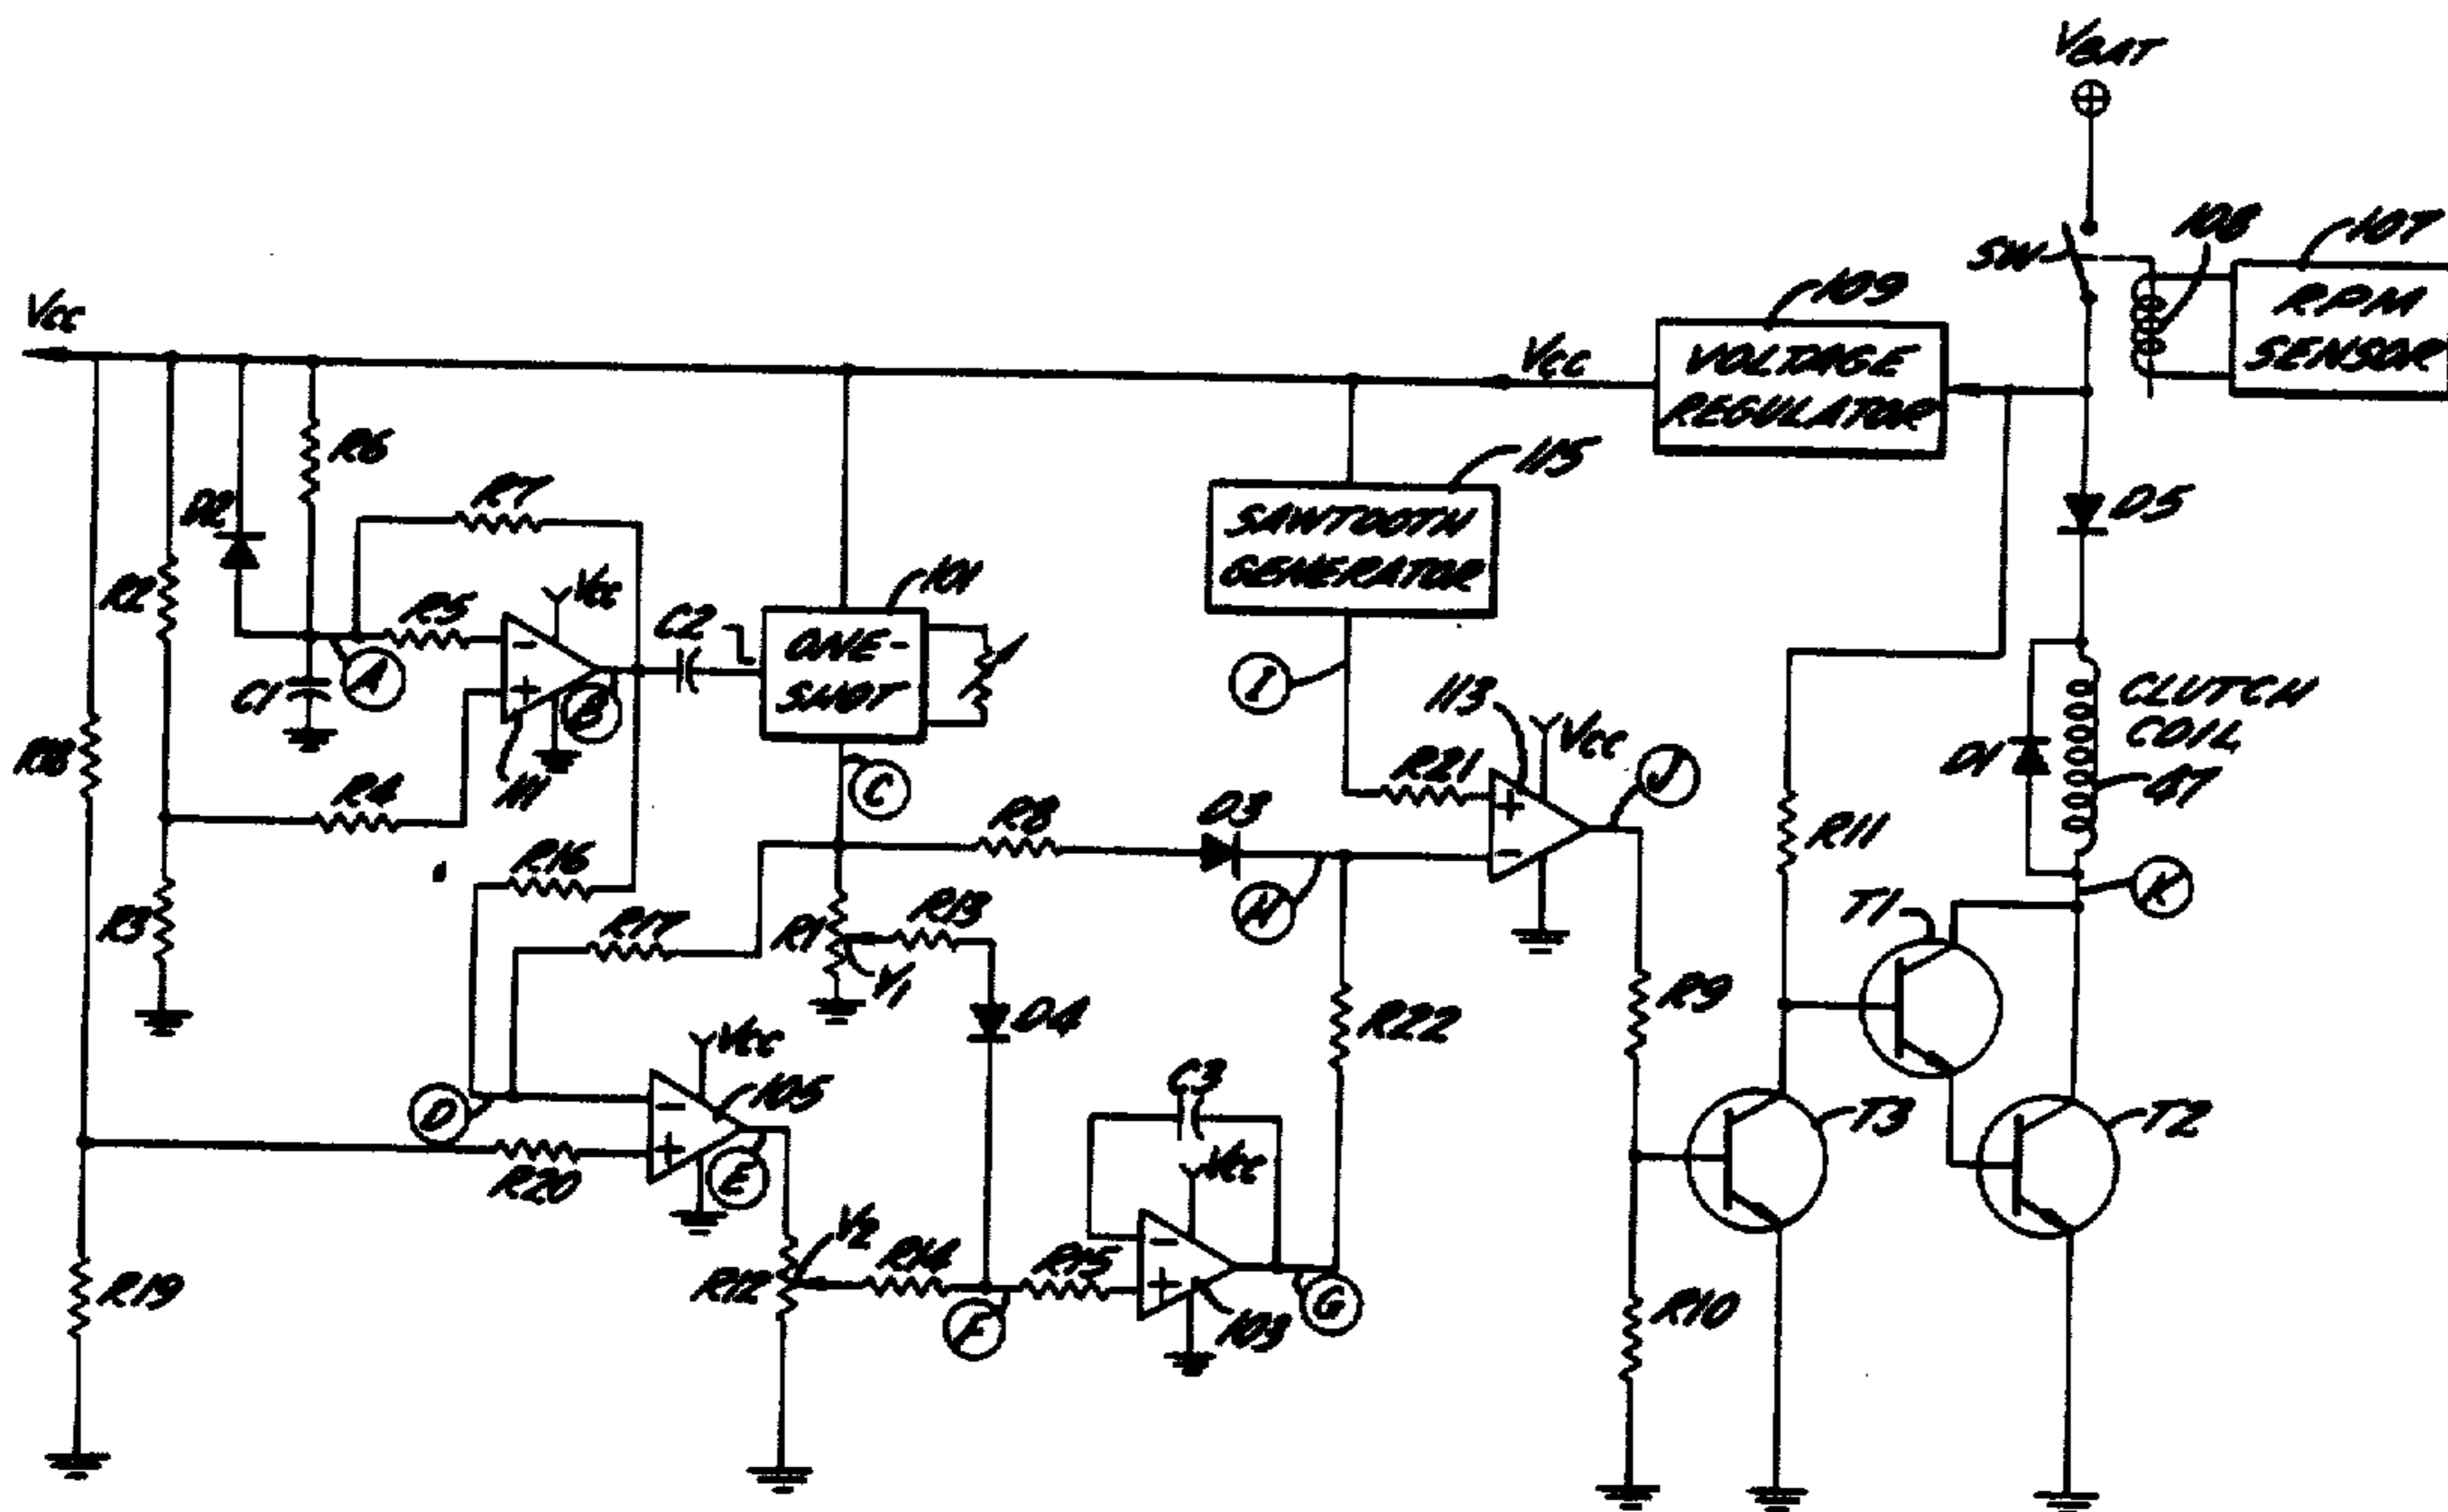 VBAT
108
107
SW
109
RPM
SENSOR
VCC
VCC
VOLTAGE
REGULATOR
R6
R7
115
D2
D5
SAWTOOTH
GENERATOR
R2
R5
VCC
C2
101
ONE-
SHOT
A
B
C1
I
113
VCC
J
CLUTCH
COIL
R18
R4
111
C
R21
D1
67
R8
D3
R11
R16
R17
R1
R13
H
T1
K
R3
V1
D4
R22
R9
VCC
105
C3
D
E
T3
T2
R20
VCC
V2
R14
R15
R19
R12
F
103
G
R10